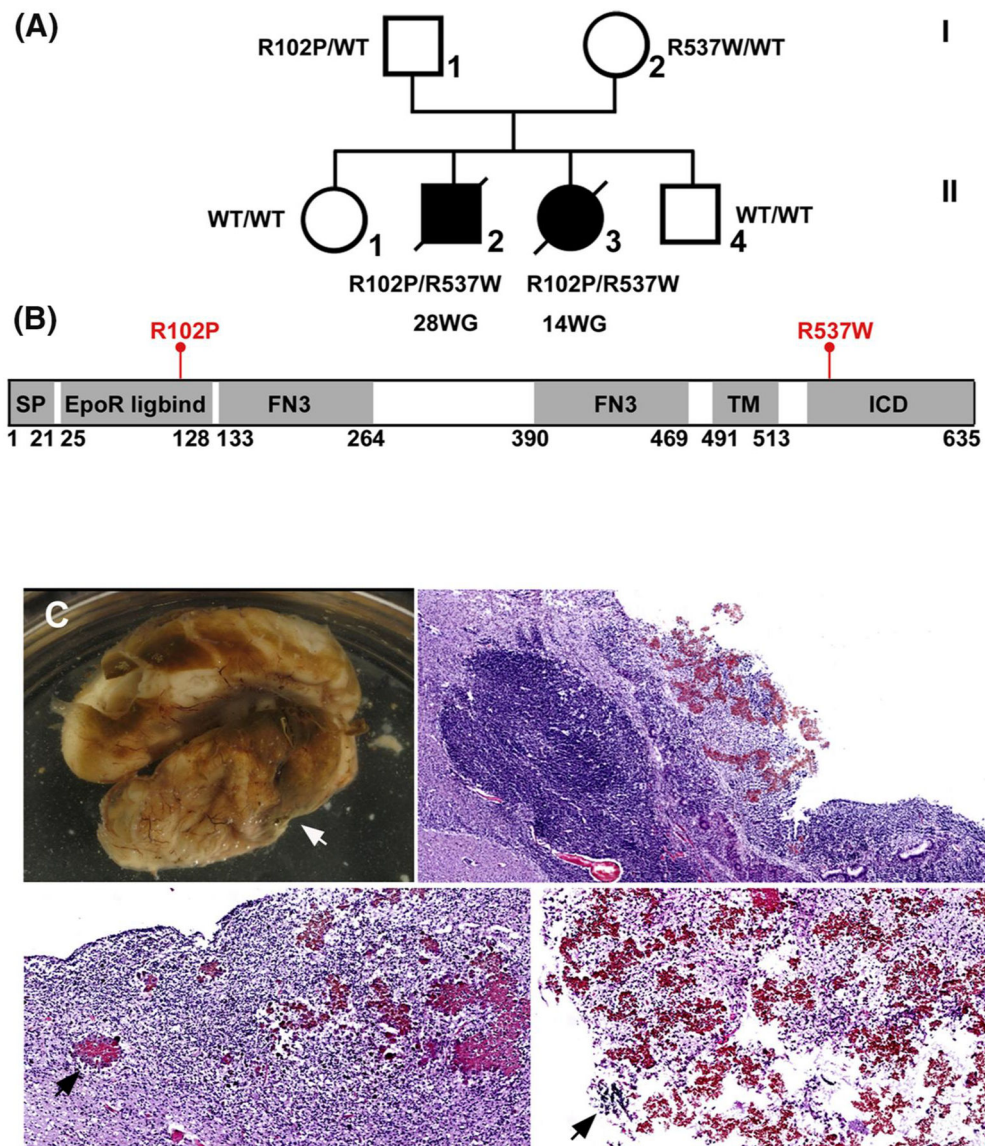 (A)
R102P/WT
1
2
R537W/WT
I
WT/WT
1
2
3
4
WT/WT
II
R102P/R537W R102P/R537W
28WG 14WG
(B)
R102P R537W
SP EpoR ligbind FN3 FN3 TM ICD
1 21 25 128 133 264 390 469 491 513 635
C